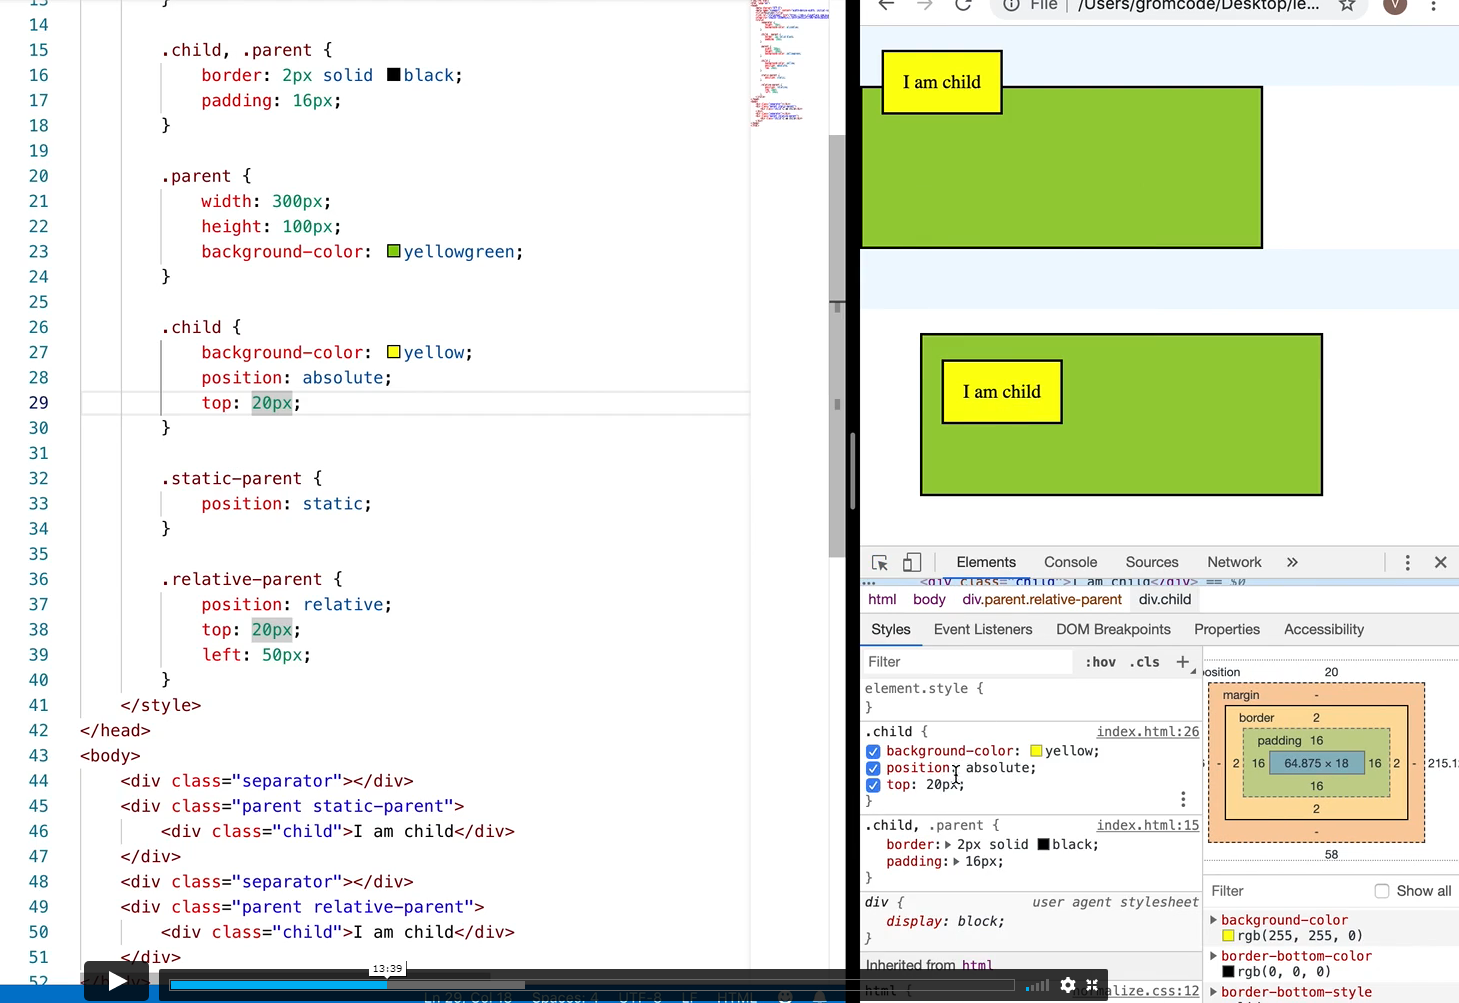 13
14
15 .child, .parent {
16 border: 2px solid black;
17 padding: 16px;
18 }
19
20 .parent {
21 width: 300px;
22 height: 100px;
23 background-color: yellowgreen;
24 }
25
26 .child {
27 background-color: yellow;
28 position: absolute;
29 top: 20px;
30 }
31
32 .static-parent {
33 position: static;
34 }
35
36 .relative-parent {
37 position: relative;
38 top: 20px;
39 left: 50px;
40 }
41 </style>
42 </head>
43 <body>
44 <div class="separator"></div>
45 <div class="parent static-parent">
46 <div class="child">I am child</div>
47 </div>
48 <div class="separator"></div>
49 <div class="parent relative-parent">
50 <div class="child">I am child</div>
51 </div>
52
13:39
Ln 29, Col 18 Spaces: 4 UTF-8 LF HTML
File | /Users/gromcode/Desktop/le... V
I am child
I am child
Elements Console Sources Network »
... <div class="child">I am child</div> == $0
html body div.parent.relative-parent div.child
Styles Event Listeners DOM Breakpoints Properties Accessibility
Filter :hov .cls +
element.style {
}
.child { index.html:26
background-color: yellow;
position: absolute;
top: 20px;
}
.child, .parent { index.html:15
border: 2px solid black;
padding: 16px;
}
div { user agent stylesheet
display: block;
}
Inherited from html
html { normalize.css:12
position 20
margin -
border 2
padding 16
- 2 16 64.875 × 18 16 2 - 215.1
16
2
-
58
Filter Show all
background-color
rgb(255, 255, 0)
border-bottom-color
rgb(0, 0, 0)
border-bottom-style